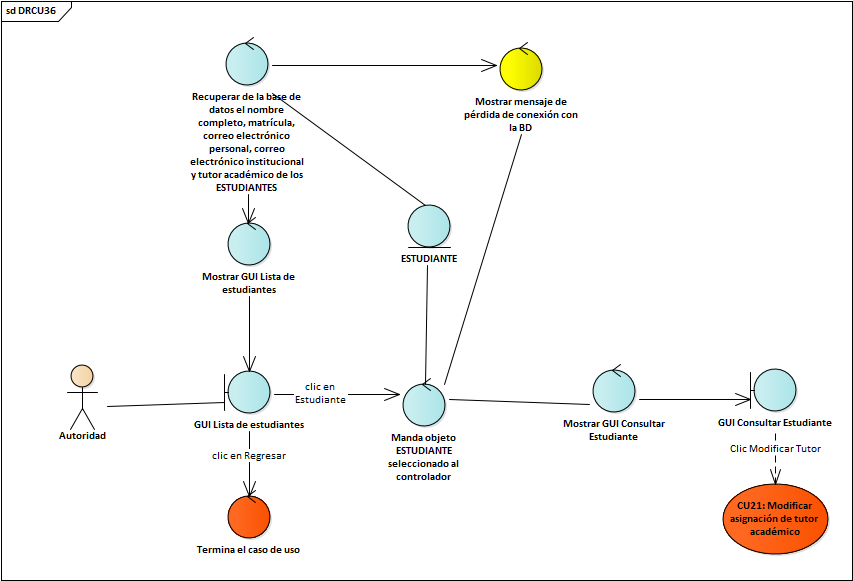 sd DRCU36
Recuperar de la base de
datos el nombre
completo, matrícula,
correo electrónico
personal, correo
electrónico institucional
y tutor académico de los
ESTUDIANTES
Mostrar mensaje de
pérdida de conexión con
la BD
ESTUDIANTE
Mostrar GUI Lista de
estudiantes
Autoridad
GUI Lista de estudiantes
clic en
Estudiante
Manda objeto
ESTUDIANTE
seleccionado al
controlador
Mostrar GUI Consultar
Estudiante
GUI Consultar Estudiante
clic en Regresar
Clic Modificar Tutor
Termina el caso de uso
CU21: Modificar
asignación de tutor
académico